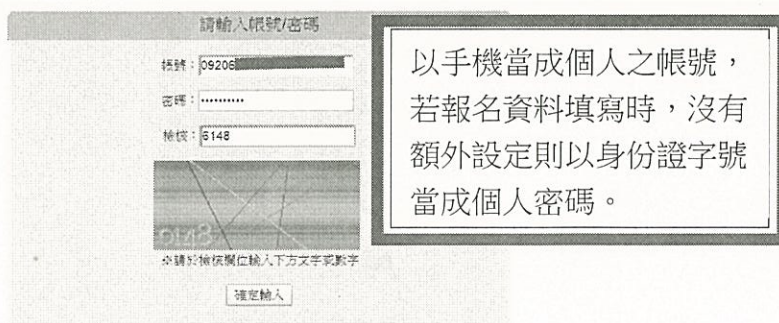 請輸入帳號/密碼
帳號：09206
密碼：••••••••••
檢核：6148
6148
※請於檢核欄位輸入下方文字或數字
確定輸入
以手機當成個人之帳號，
若報名資料填寫時，沒有
額外設定則以身份證字號
當成個人密碼。